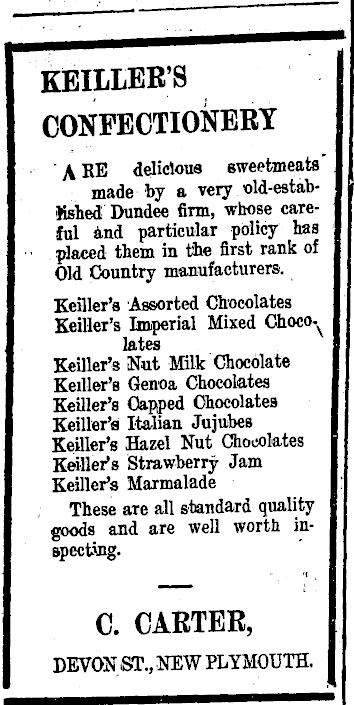 KEILLER'S
CONFECTIONERY
ARE delicious sweetmeats
made by a very old-estab-
lished Dundee firm, whose care-
ful and particular policy has
placed them in the first rank of
Old Country manufacturers.
Keiller's Assorted Chocolates
Keiller's Imperial Mixed Choco-
lates
Keiller's Nut Milk Chocolate
Keiller's Genoa Chocolates
Keiller's Capped Chocolates
Keiller's Italian Jujubes
Keiller's Hazel Nut Chocolates
Keiller's Strawberry Jam
Keiller's Marmalade
These are all standard quality
goods and are well worth in-
specting.
C. CARTER,
DEVON ST., NEW PLYMOUTH.